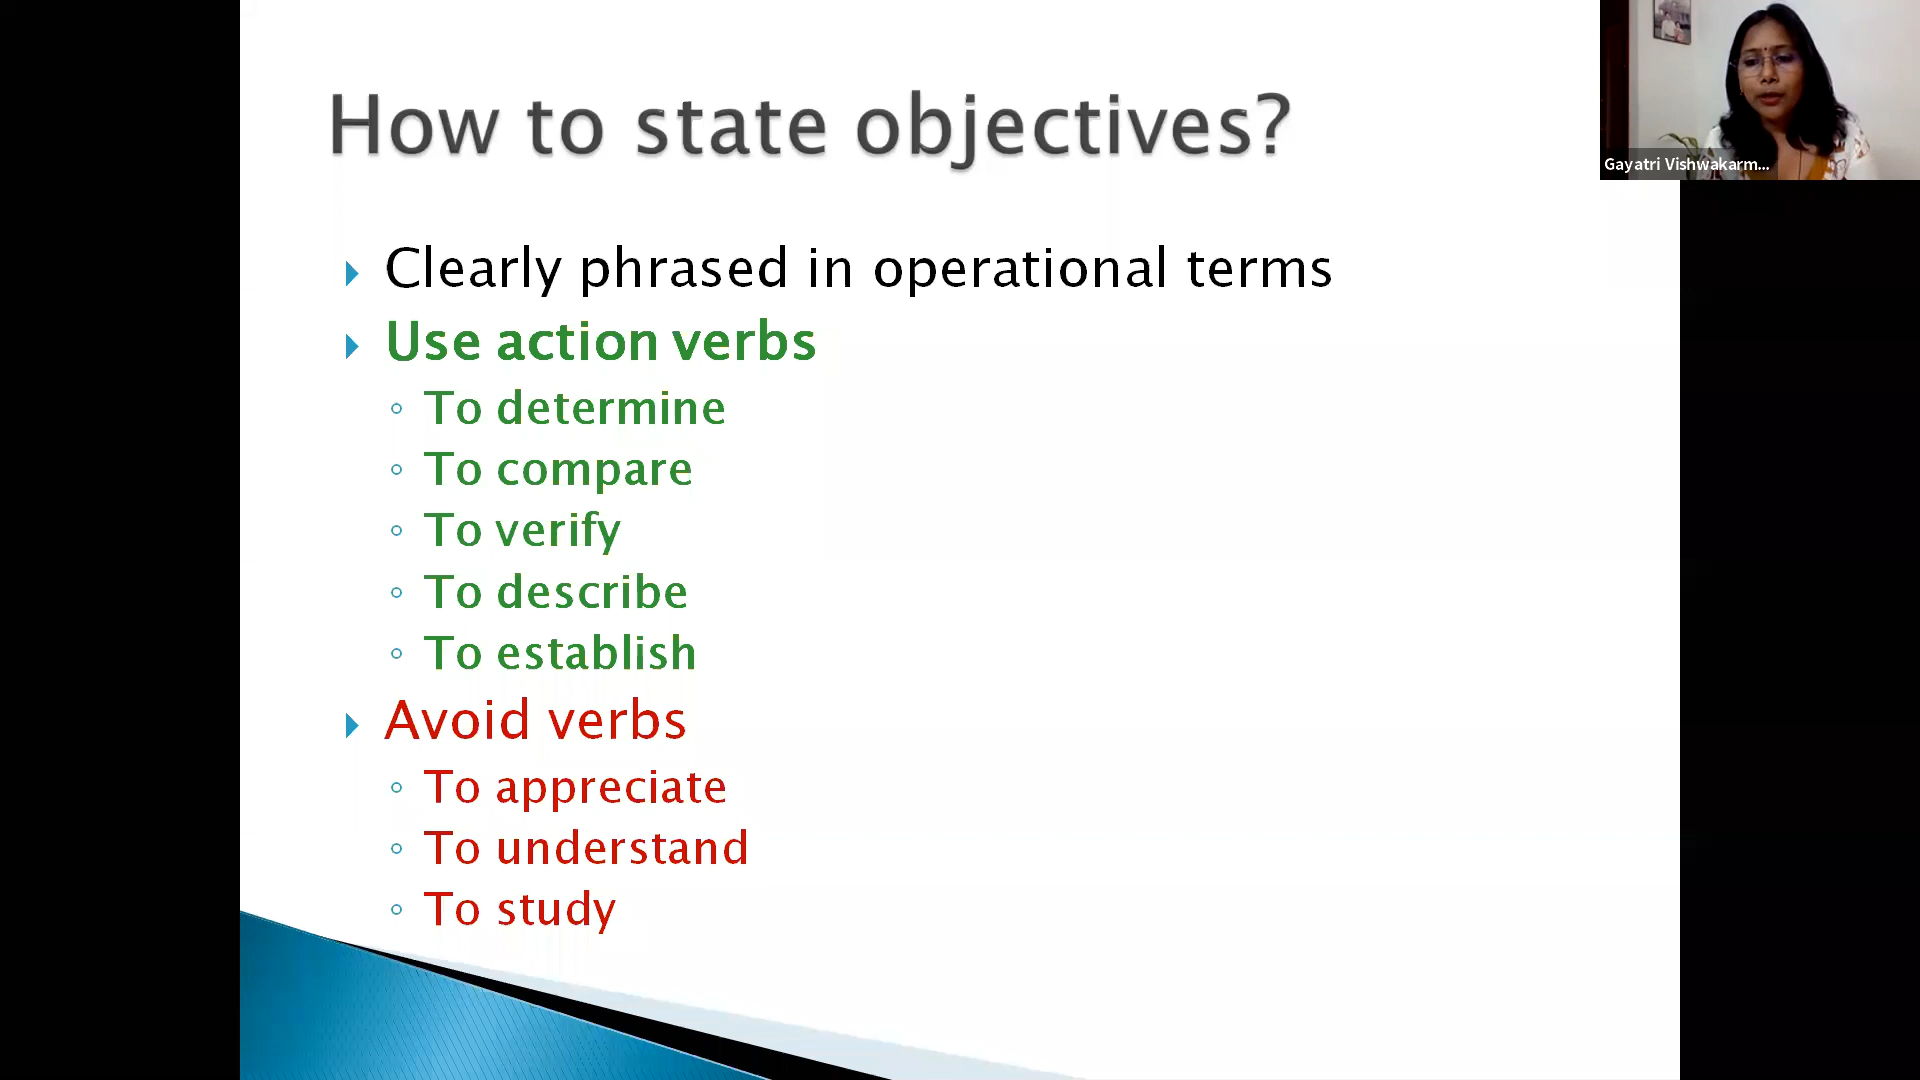 How to state objectives?
Clearly phrased in operational terms
Use action verbs
To determine
To compare
To verify
To describe
To establish
Avoid verbs
To appreciate
To understand
To study
Gayatri Vishwakarm...